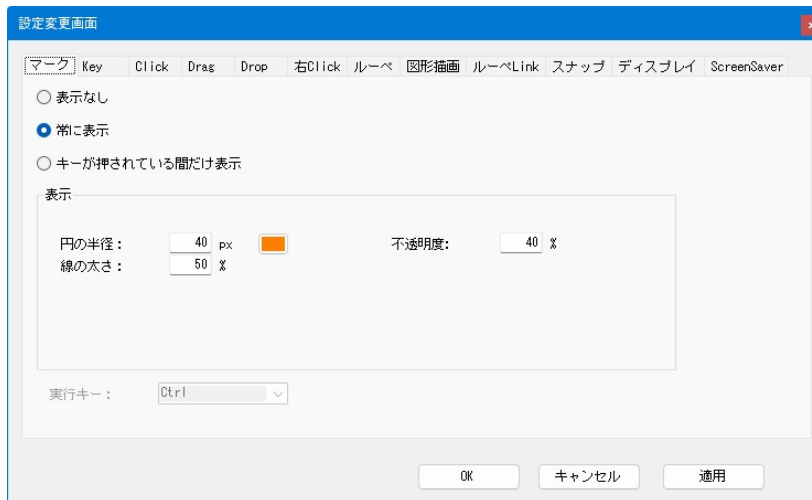 設定変更画面
マーク Key Click Drag Drop 右Click ルーペ 図形描画 ルーペLink スナップ ディスプレイ ScreenSaver
表示なし
常に表示
キーが押されている間だけ表示
表示
円の半径： 40 px 不透明度: 40 %
線の太さ： 50 %
実行キー： Ctrl
OK キャンセル 適用